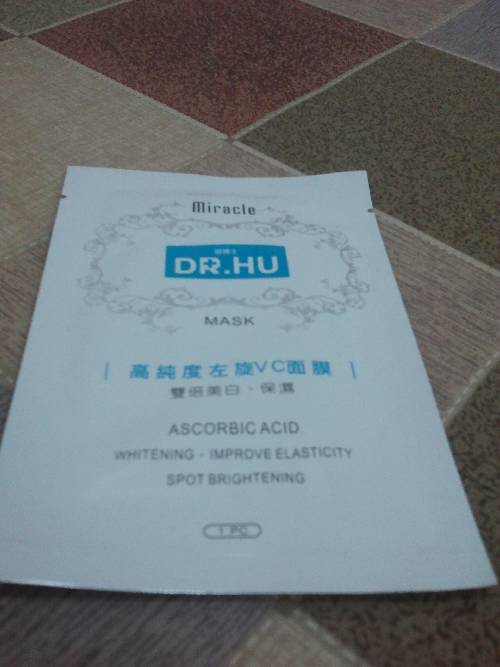 miracle
DR.HU
MASK
高純度左旋VC面膜
雙倍美白、保濕
ASCORBIC ACID
WHITENING · IMPROVE ELASTICITY
SPOT BRIGHTENING
1 PC